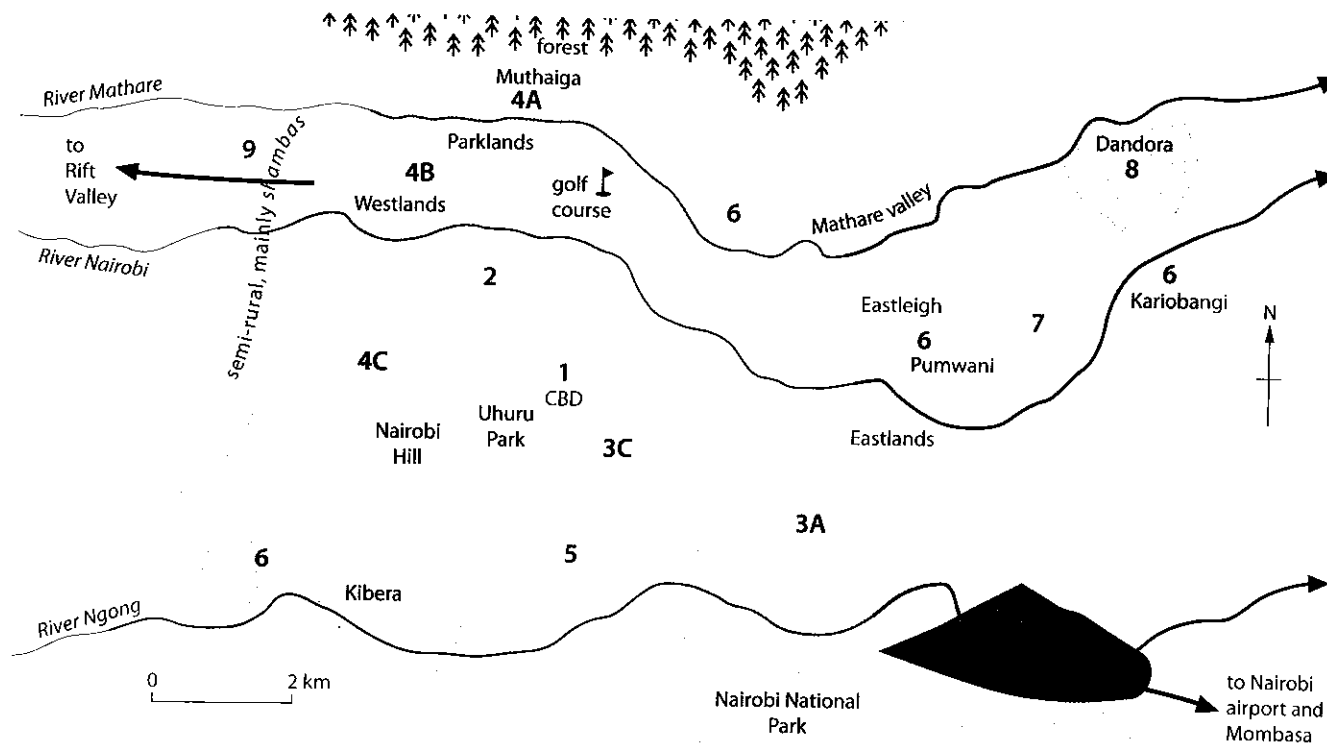 forest
Muthaiga
4A
River Mathare
Parklands
to
Rift
Valley
9
semi-rural, mainly shambas
4B
Westlands
golf
course
6
Mathare valley
Dandora
8
River Nairobi
2
Eastleigh
6
Pumwani
7
6
Kariobangi
N
4C
1
CBD
Uhuru
Park
Nairobi
Hill
3C
Eastlands
3A
6
5
Kibera
River Ngong
0 2 km
Nairobi National
Park
to Nairobi
airport and
Mombasa